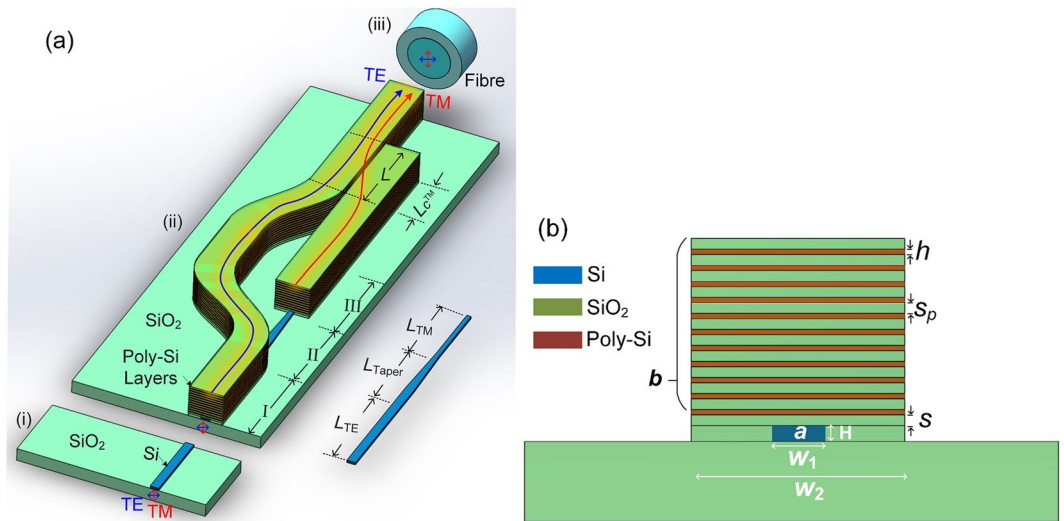 (a)
(iii)
Fibre
TE
TM
L
Lc^TM
(ii)
SiO₂
Poly-Si
Layers
III
II
I
L_TM
L_Taper
L_TE
(i)
SiO₂
Si
TE
TM
(b)
Si
SiO₂
Poly-Si
h
s_p
b
s
a
H
w₁
w₂